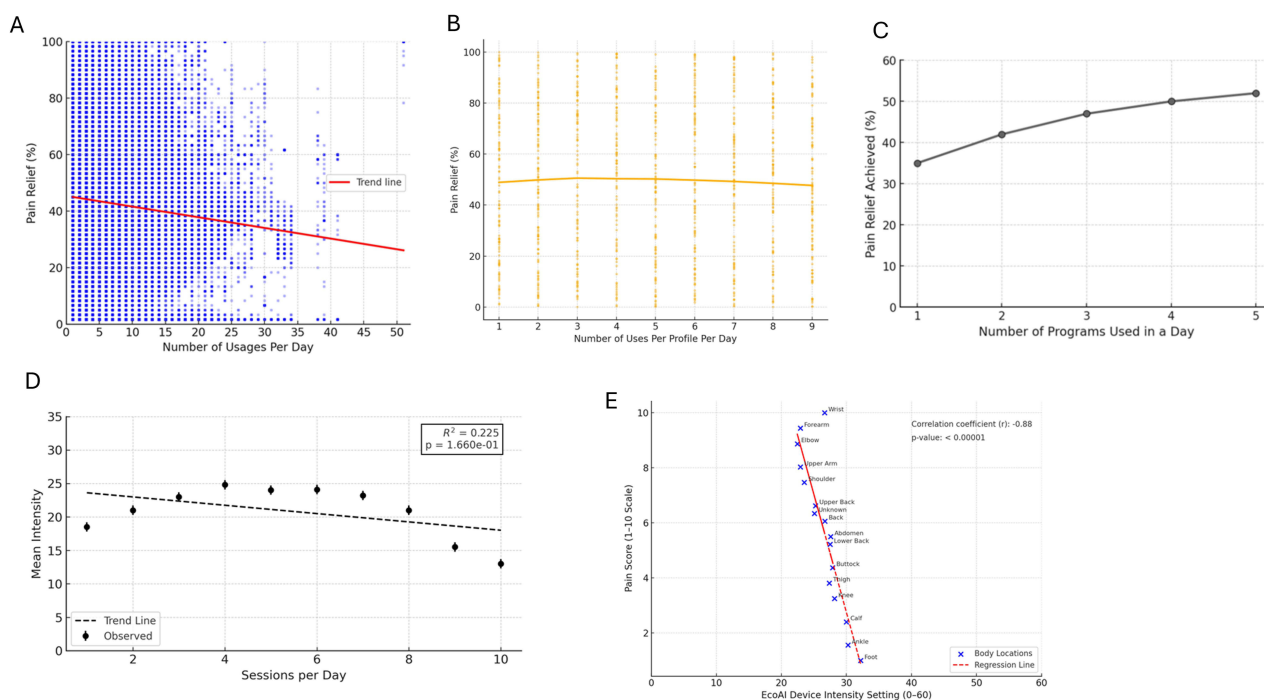 A
100
80
60
40
20
0
Pain Relief (%)
Trend line
0 5 10 15 20 25 30 35 40 45 50
Number of Usages Per Day
B
100
80
60
40
20
0
Pain Relief (%)
1 2 3 4 5 6 7 8 9
Number of Uses Per Profile Per Day
C
60
50
40
30
20
10
0
Pain Relief Achieved (%)
1 2 3 4 5
Number of Programs Used in a Day
D
35
30
25
20
15
10
5
0
Mean Intensity
R² = 0.225
p = 1.660e-01
Trend Line
Observed
2 4 6 8 10
Sessions per Day
E
10
8
6
4
2
Pain Score (1–10 Scale)
Correlation coefficient (r): -0.88
p-value: < 0.00001
Wrist
Forearm
Elbow
Upper Arm
Shoulder
Upper Back
Unknown
Back
Abdomen
Lower Back
Buttock
Thigh
Knee
Calf
Ankle
Foot
Body Locations
Regression Line
0 10 20 30 40 50 60
EcoAI Device Intensity Setting (0–60)